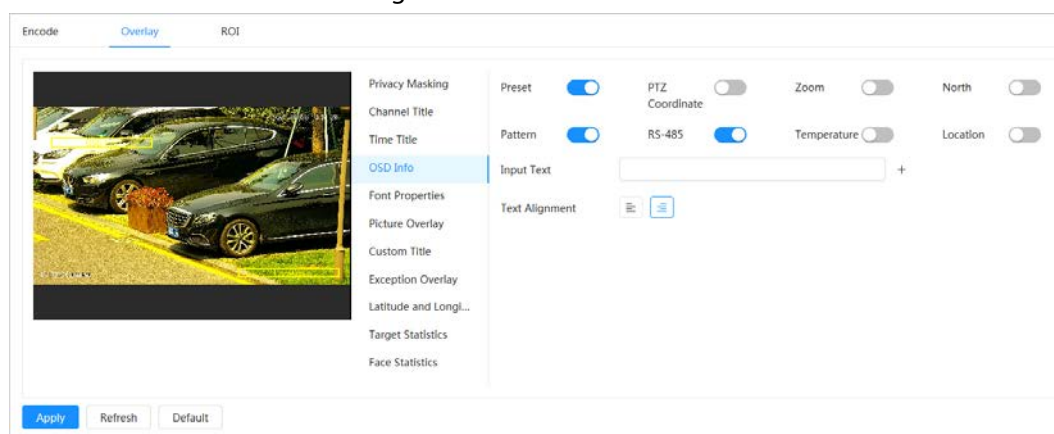 Encode Overlay ROI
Privacy Masking
Channel Title
Time Title
OSD Info
Font Properties
Picture Overlay
Custom Title
Exception Overlay
Latitude and Longi...
Target Statistics
Face Statistics
Preset PTZ Coordinate Zoom North
Pattern RS-485 Temperature Location
Input Text +
Text Alignment
Apply Refresh Default